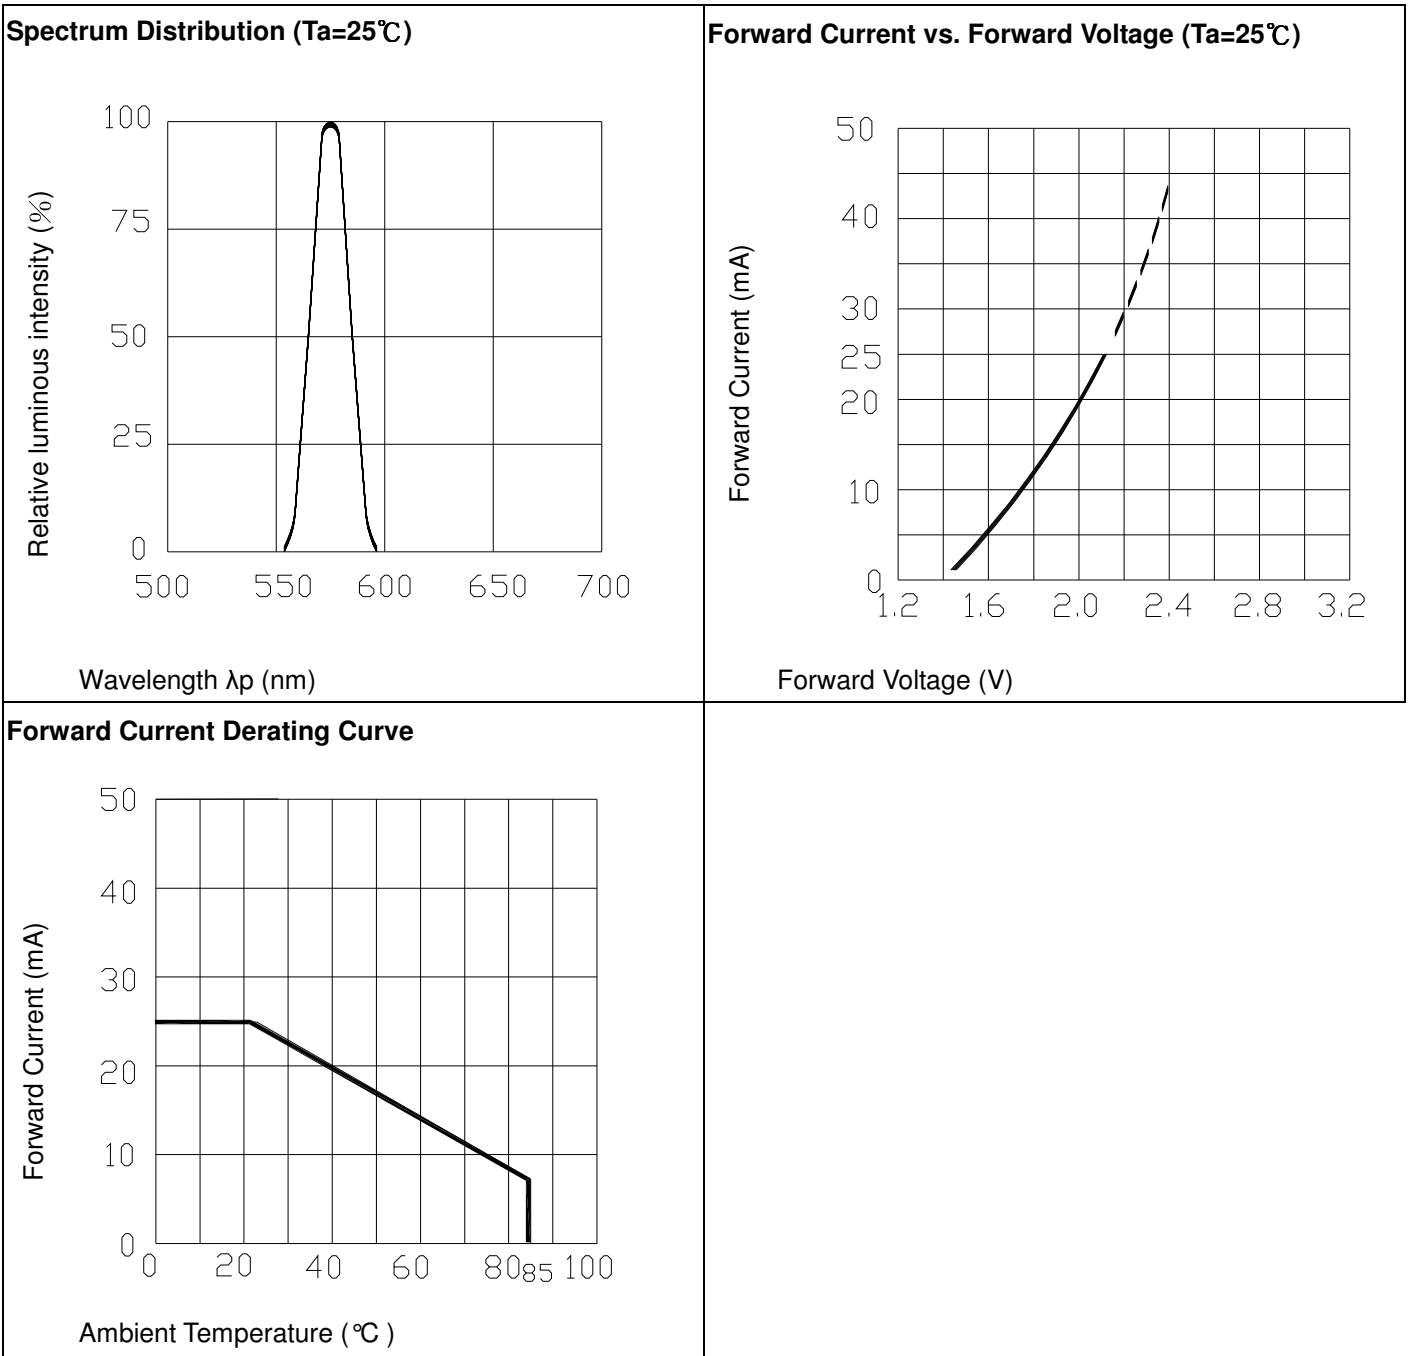 Spectrum Distribution (Ta=25℃)
100
75
50
25
0
500 550 600 650 700
Relative luminous intensity (%)
Wavelength λp (nm)
Forward Current vs. Forward Voltage (Ta=25℃)
50
40
30
25
20
10
0
1.2 1.6 2.0 2.4 2.8 3.2
Forward Current (mA)
Forward Voltage (V)
Forward Current Derating Curve
50
40
30
20
10
0
0 20 40 60 80 85 100
Forward Current (mA)
Ambient Temperature (℃ )